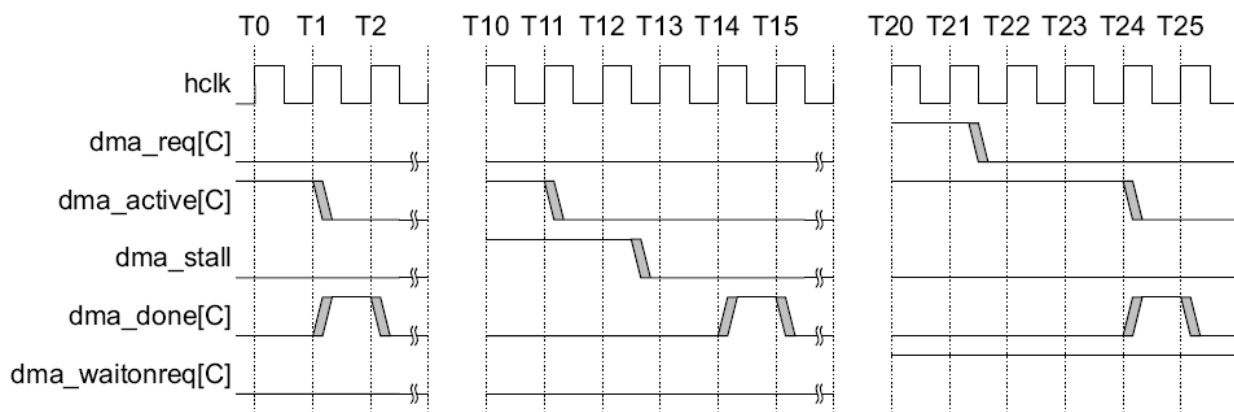 T0 T1 T2 T10 T11 T12 T13 T14 T15 T20 T21 T22 T23 T24 T25
hclk
dma_req[C]
dma_active[C]
dma_stall
dma_done[C]
dma_waitonreq[C]